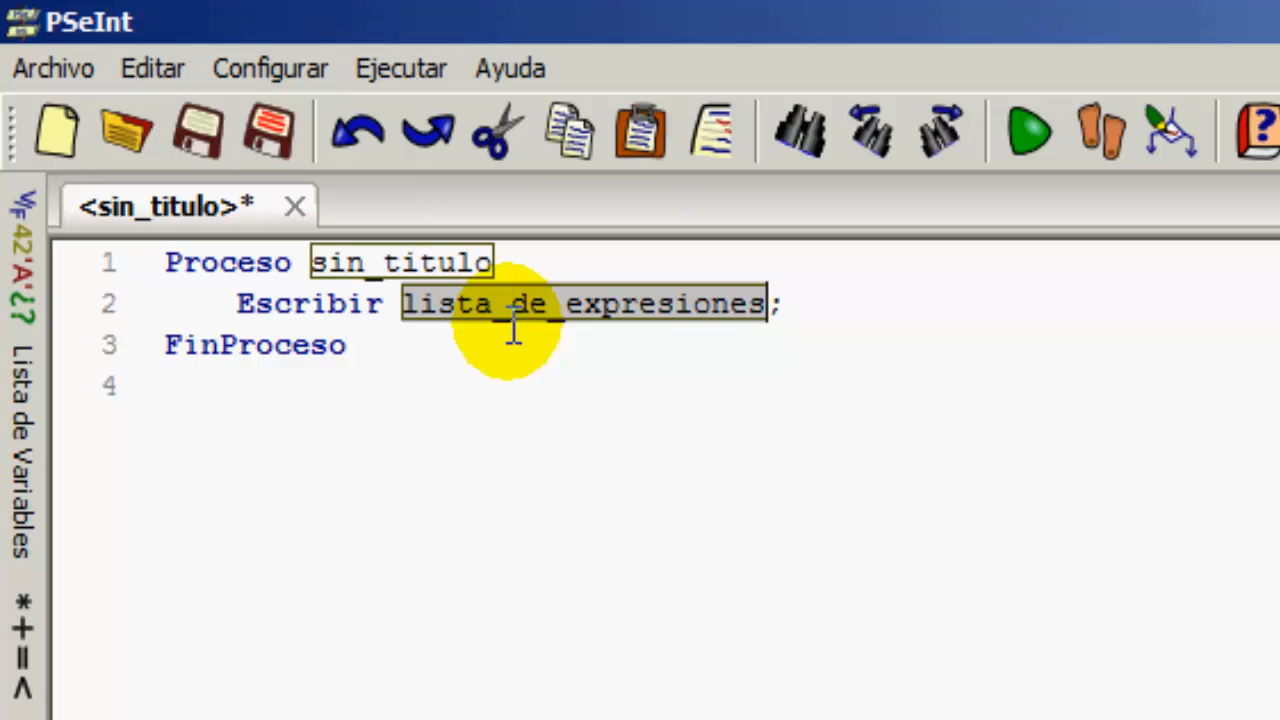 PSeInt
Archivo Editar Configurar Ejecutar Ayuda
<sin_titulo>*
1 Proceso sin_titulo
2 Escribir lista_de_expresiones;
3 FinProceso
4
V/F 42 'A' ¿?
Lista de Variables
*+=<